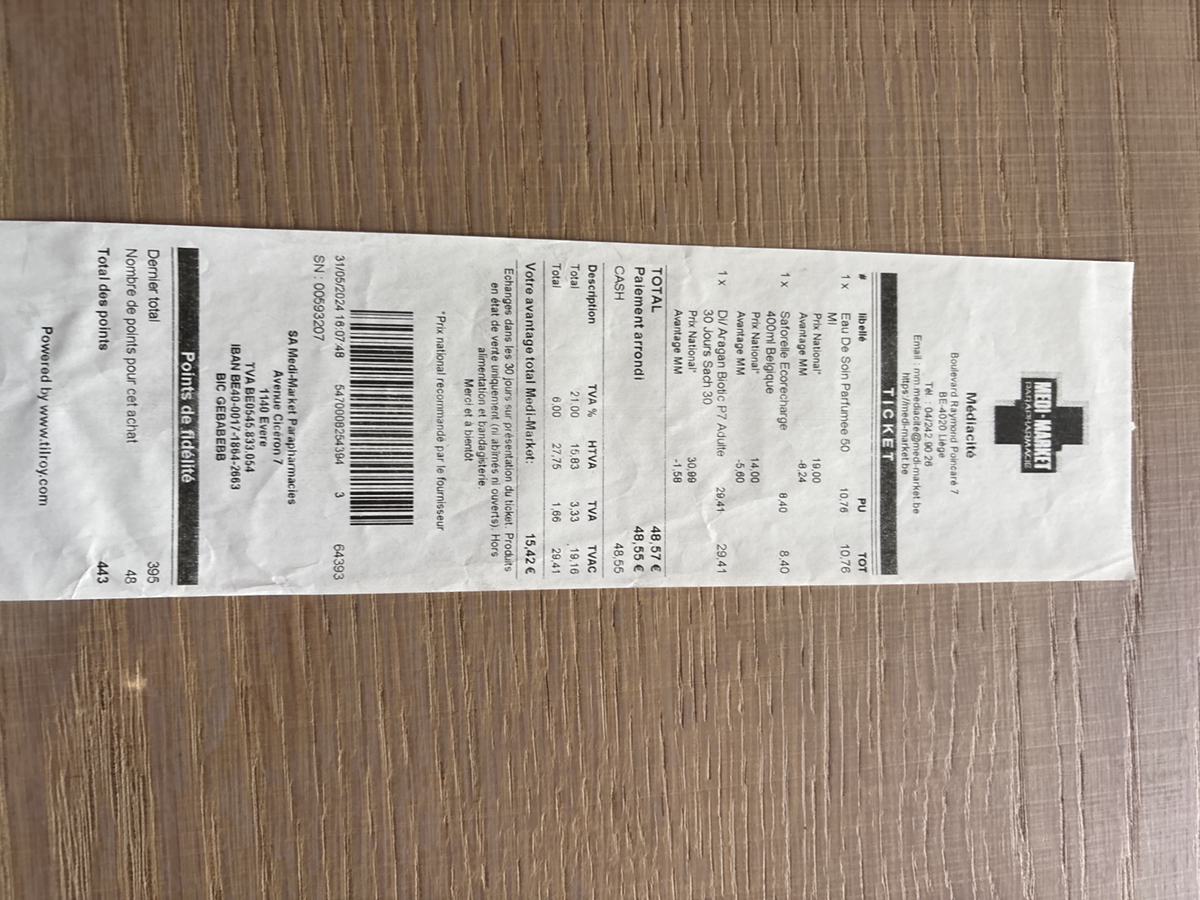 MEDI-MARKET
PARAPHARMACIE
Médiacité
Boulevard Raymond Poincaré 7
BE-4020 Liège
Tél. : 04/242 90 26
Email : mm.mediacite@medi-market.be
https://medi-market.be
TICKET
# libellé PU TOT
1 x Eau De Soin Parfumee 50 10,76 10,76
Ml
Prix National* 19,00
Avantage MM -8,24
1 x Saforelle Ecorecharge 8,40 8,40
400ml Belgique
Prix National* 14,00
Avantage MM -5,60
1 x D/ Aragan Biotic P7 Adulte 29,41 29,41
30 Jours Sach 30
Prix National* 30,99
Avantage MM -1,58
TOTAL 48,57 €
Paiement arrondi 48,55 €
CASH 48,55
Description TVA % HTVA TVA TVAC
Total 21,00 15,83 3,33 19,16
Total 6,00 27,75 1,66 29,41
Votre avantage total Medi-Market: 15,42 €
Echanges dans les 30 jours sur présentation du ticket. Produits
en état de vente uniquement (ni abîmés ni ouverts). Hors
alimentation et bandagisterie.
Merci et à bientôt
*Prix national recommandé par le fournisseur
31/05/2024 16:07:48 5470008254394 3 64393
SN : 00593207
SA Medi-Market Parapharmacies
Avenue Ciceron 7
1140 Evere
TVA BE0545.833.054
IBAN BE40-0017-1864-2663
BIC GEBABEBB
Points de fidélité
Dernier total 395
Nombre de points pour cet achat 48
Total des points 443
Powered by www.tilroy.com